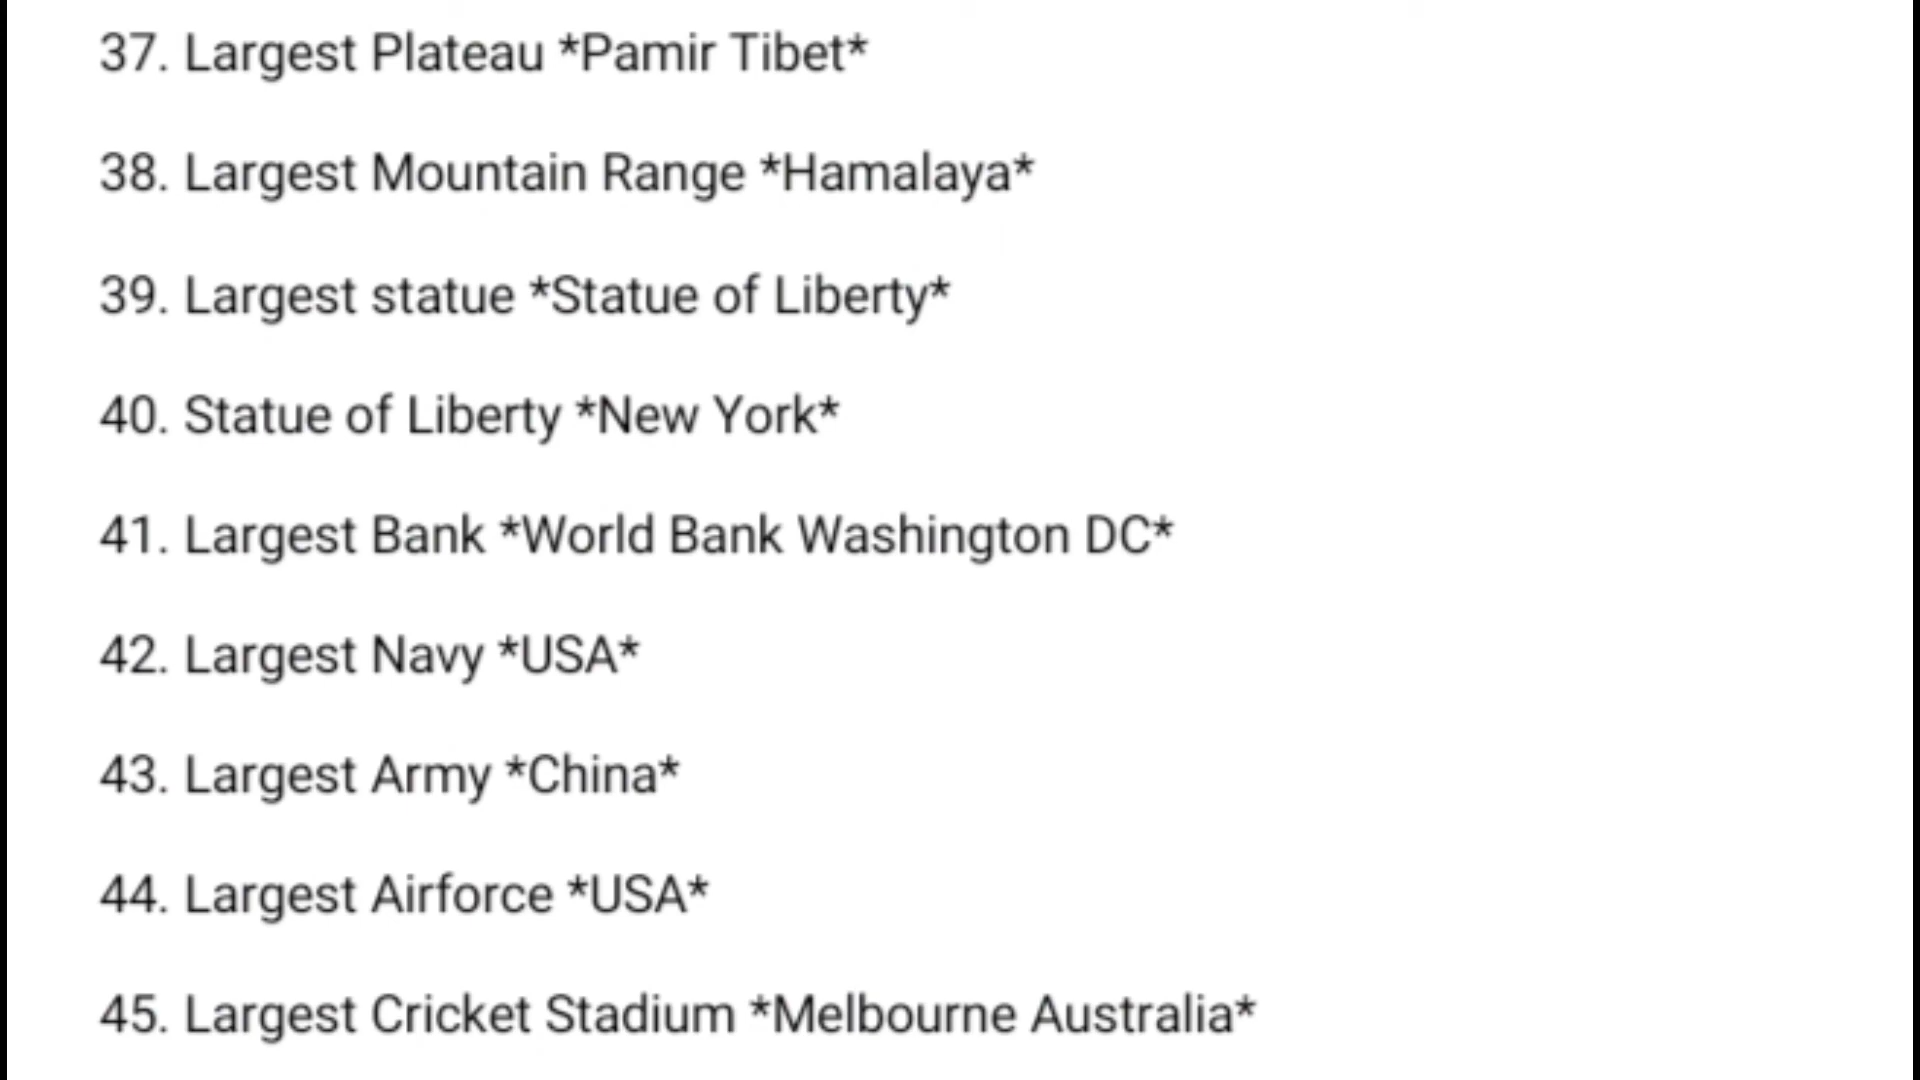 37. Largest Plateau *Pamir Tibet*
38. Largest Mountain Range *Hamalaya*
39. Largest statue *Statue of Liberty*
40. Statue of Liberty *New York*
41. Largest Bank *World Bank Washington DC*
42. Largest Navy *USA*
43. Largest Army *China*
44. Largest Airforce *USA*
45. Largest Cricket Stadium *Melbourne Australia*